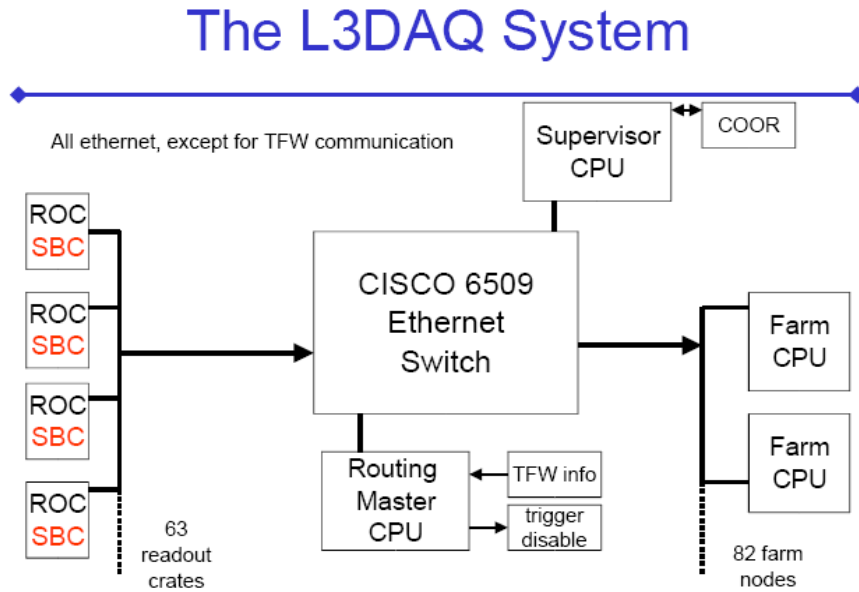 The L3DAQ System
All ethernet, except for TFW communication
Supervisor
CPU
COOR
ROC
SBC
ROC
SBC
ROC
SBC
ROC
SBC
CISCO 6509
Ethernet
Switch
Farm
CPU
Farm
CPU
Routing
Master
CPU
TFW info
trigger
disable
63
readout
crates
82 farm
nodes